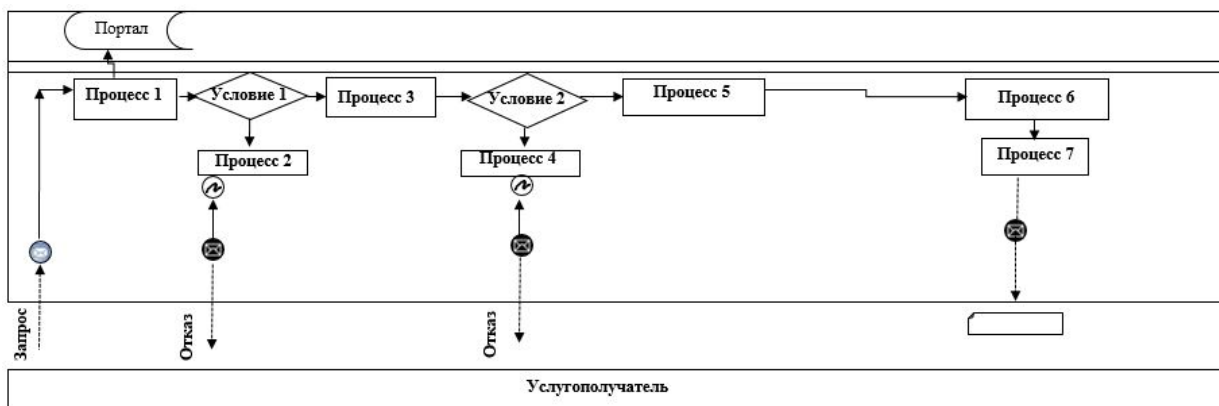 Портал
Процесс 1
Условие 1
Процесс 3
Условие 2
Процесс 5
Процесс 6
Процесс 2
Процесс 4
Процесс 7
Запрос
Отказ
Отказ
Услугополучатель